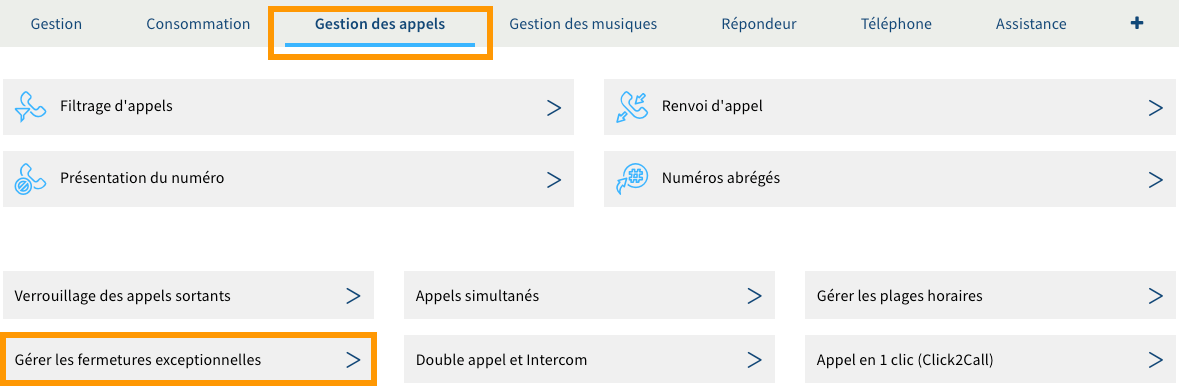 Gestion
Consommation
Gestion des appels
Gestion des musiques
Répondeur
Téléphone
Assistance
Filtrage d'appels
Renvoi d'appel
Présentation du numéro
Numéros abrégés
Verrouillage des appels sortants
Appels simultanés
Gérer les plages horaires
Gérer les fermetures exceptionnelles
Double appel et Intercom
Appel en 1 clic (Click2Call)